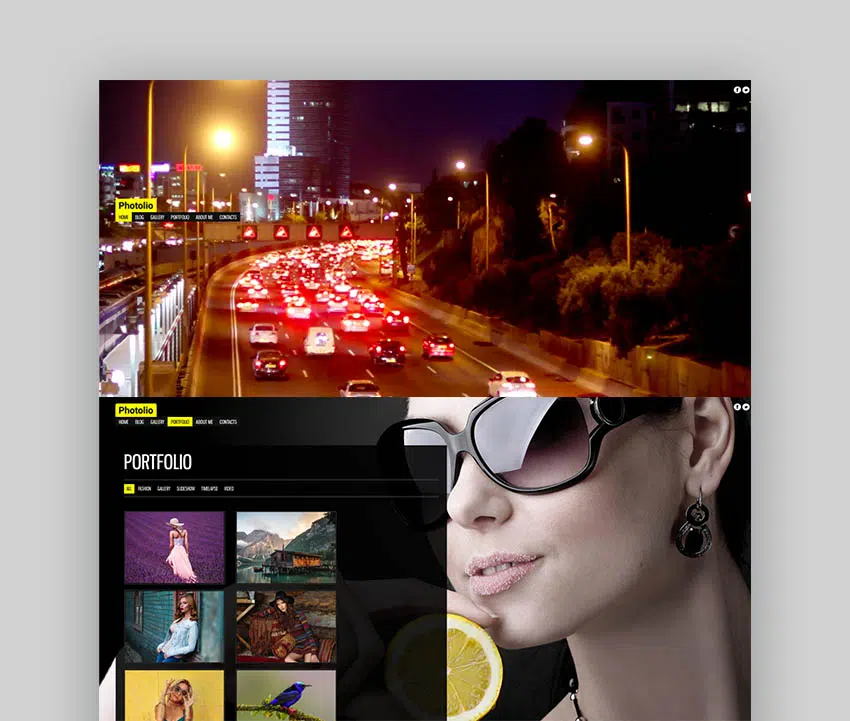 Photolio
HOME BLOG GALLERY PORTFOLIO ABOUT ME CONTACTS
Photolio
HOME BLOG GALLERY PORTFOLIO ABOUT ME CONTACTS
PORTFOLIO
ALL FASHION GALLERY SLIDESHOW TIMELAPSE VIDEO